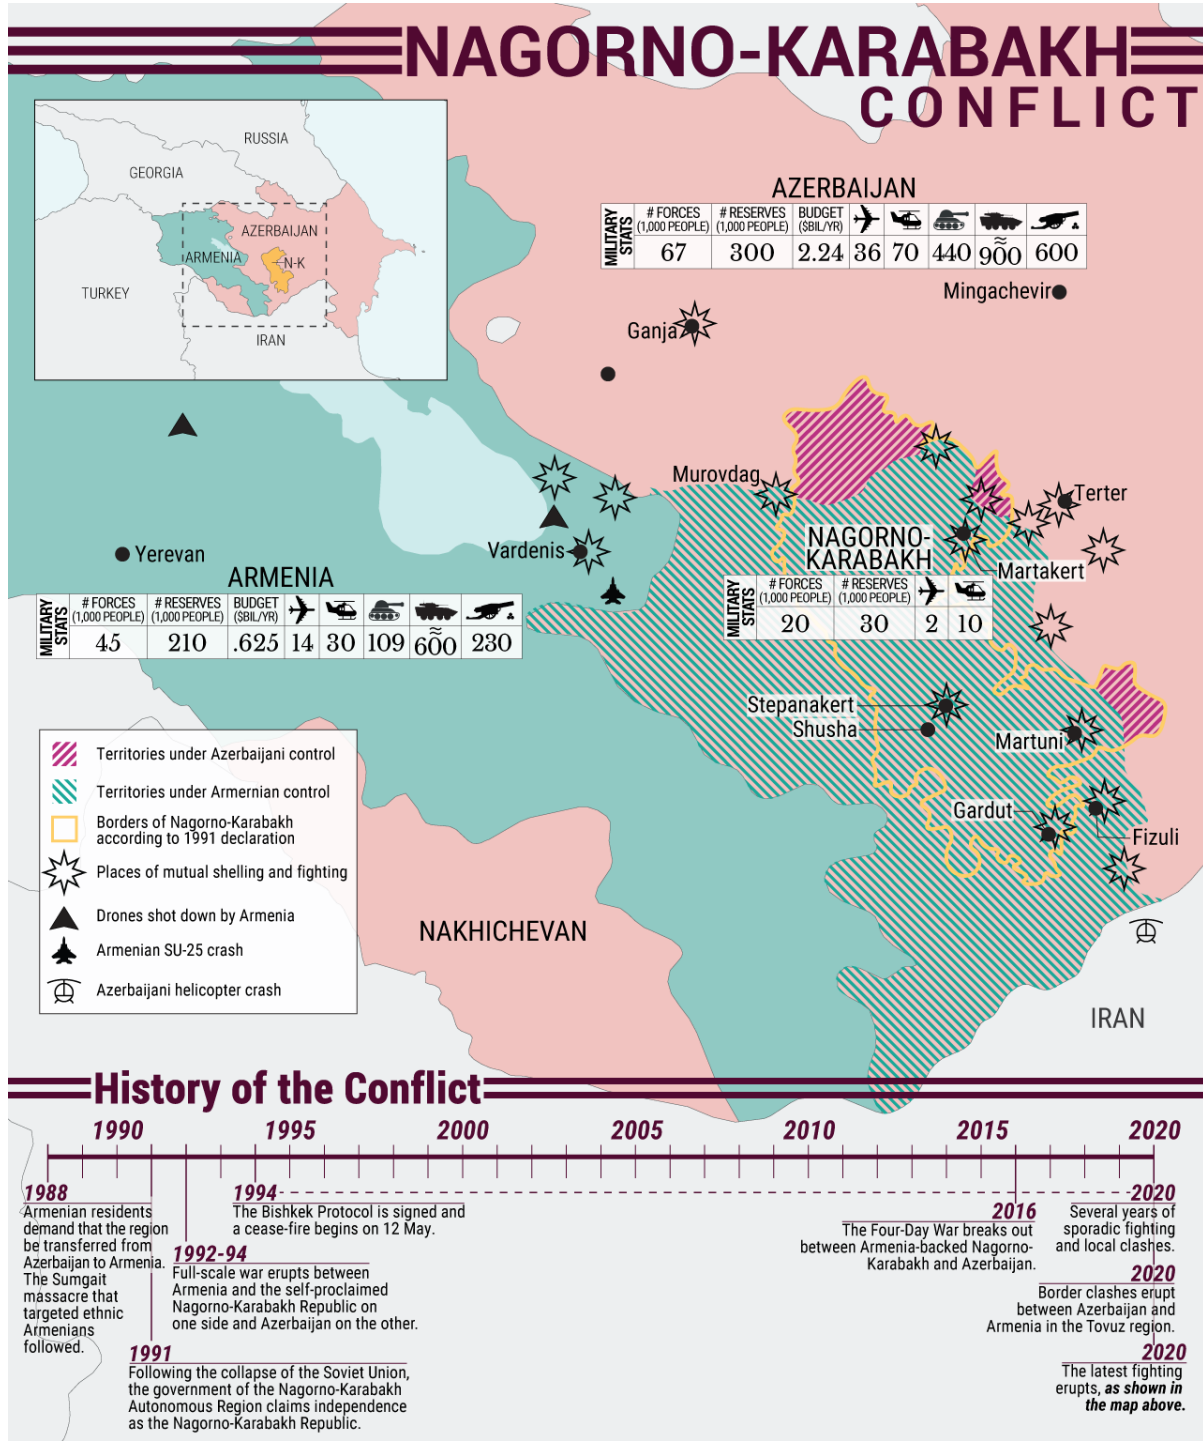 NAGORNO-KARABAKH
CONFLICT
RUSSIA
GEORGIA
AZERBAIJAN
ARMENIA
N-K
TURKEY
IRAN
AZERBAIJAN
MILITARY STATS
# FORCES (1,000 PEOPLE)
# RESERVES (1,000 PEOPLE)
BUDGET ($BIL/YR)
67 300 2.24 36 70 440 ≈900 600
Mingachevir
Ganja
Murovdag
Terter
NAGORNO-
KARABAKH
Martakert
MILITARY STATS
# FORCES (1,000 PEOPLE)
# RESERVES (1,000 PEOPLE)
20 30 2 10
Vardenis
Yerevan
ARMENIA
MILITARY STATS
# FORCES (1,000 PEOPLE)
# RESERVES (1,000 PEOPLE)
BUDGET ($BIL/YR)
45 210 .625 14 30 109 ≈600 230
Stepanakert
Shusha
Martuni
Gardut
Fizuli
Territories under Azerbaijani control
Territories under Armernian control
Borders of Nagorno-Karabakh
according to 1991 declaration
Places of mutual shelling and fighting
Drones shot down by Armenia
Armenian SU-25 crash
Azerbaijani helicopter crash
NAKHICHEVAN
IRAN
History of the Conflict
1990 1995 2000 2005 2010 2015 2020
1988
Armenian residents
demand that the region
be transferred from
Azerbaijan to Armenia.
The Sumgait
massacre that
targeted ethnic
Armenians
followed.
1994
The Bishkek Protocol is signed and
a cease-fire begins on 12 May.
1992-94
Full-scale war erupts between
Armenia and the self-proclaimed
Nagorno-Karabakh Republic on
one side and Azerbaijan on the other.
1991
Following the collapse of the Soviet Union,
the government of the Nagorno-Karabakh
Autonomous Region claims independence
as the Nagorno-Karabakh Republic.
2016
The Four-Day War breaks out
between Armenia-backed Nagorno-
Karabakh and Azerbaijan.
2020
Several years of
sporadic fighting
and local clashes.
2020
Border clashes erupt
between Azerbaijan and
Armenia in the Tovuz region.
2020
The latest fighting
erupts, as shown in
the map above.